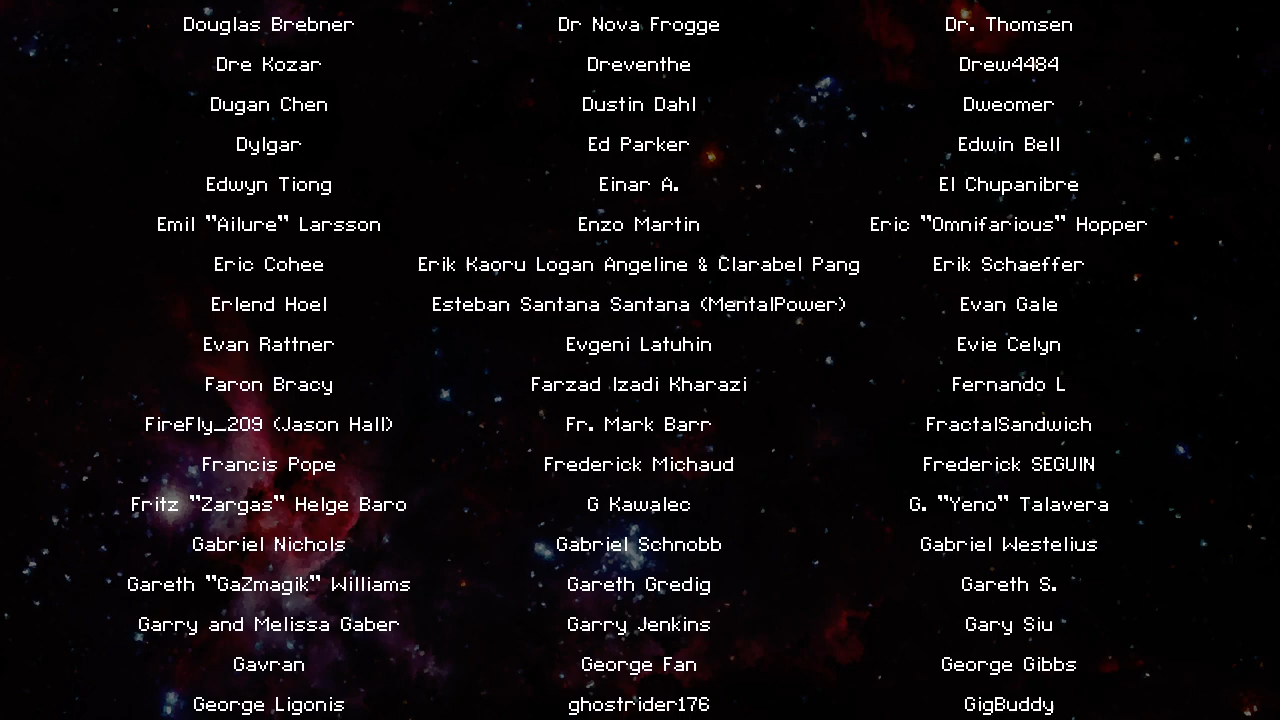 Douglas Brebner Dr Nova Frogge Dr. Thomsen
Dre Kozar Dreventhe Drew4484
Dugan Chen Dustin Dahl Dweomer
Dylgar Ed Parker Edwin Bell
Edwyn Tiong Einar A. El Chupanibre
Emil "Ailure" Larsson Enzo Martin Eric "Omnifarious" Hopper
Eric Cohee Erik Kaoru Logan Angeline & Clarabel Pang Erik Schaeffer
Erlend Hoel Esteban Santana Santana (MentalPower) Evan Gale
Evan Rattner Evgeni Latuhin Evie Celyn
Faron Bracy Farzad Izadi Kharazi Fernando L
FireFly_209 (Jason Hall) Fr. Mark Barr FractalSandwich
Francis Pope Frederick Michaud Frederick SEGUIN
Fritz "Zargas" Helge Baro G Kawalec G. "Yeno" Talavera
Gabriel Nichols Gabriel Schnobb Gabriel Westelius
Gareth "GaZmagik" Williams Gareth Gredig Gareth S.
Garry and Melissa Gaber Garry Jenkins Gary Siu
Gavran George Fan George Gibbs
George Ligonis ghostrider176 GigBuddy